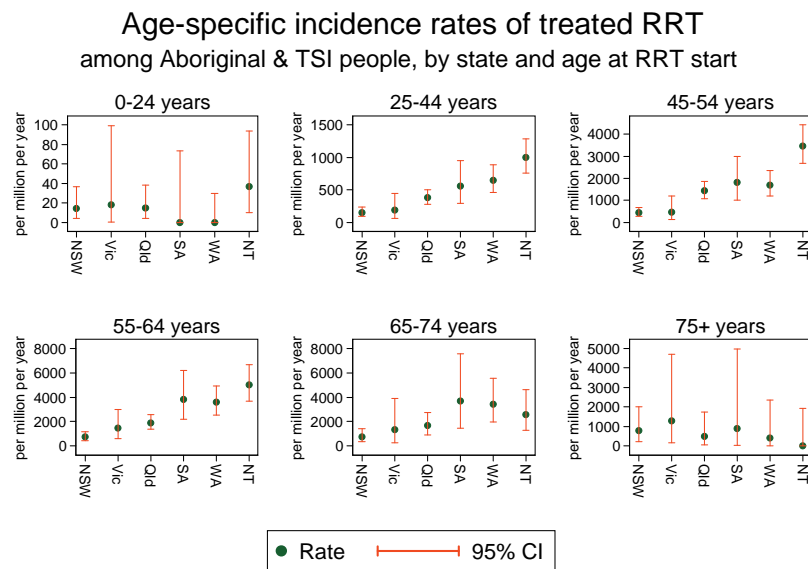 Age-specific incidence rates of treated RRT
among Aboriginal & TSI people, by state and age at RRT start
0-24 years
per million per year
100
80
60
40
20
0
NSW Vic Qld SA WA NT
25-44 years
per million per year
1500
1000
500
0
NSW Vic Qld SA WA NT
45-54 years
per million per year
4000
3000
2000
1000
0
NSW Vic Qld SA WA NT
55-64 years
per million per year
8000
6000
4000
2000
0
NSW Vic Qld SA WA NT
65-74 years
per million per year
8000
6000
4000
2000
0
NSW Vic Qld SA WA NT
75+ years
per million per year
5000
4000
3000
2000
1000
0
NSW Vic Qld SA WA NT
Rate 95% CI